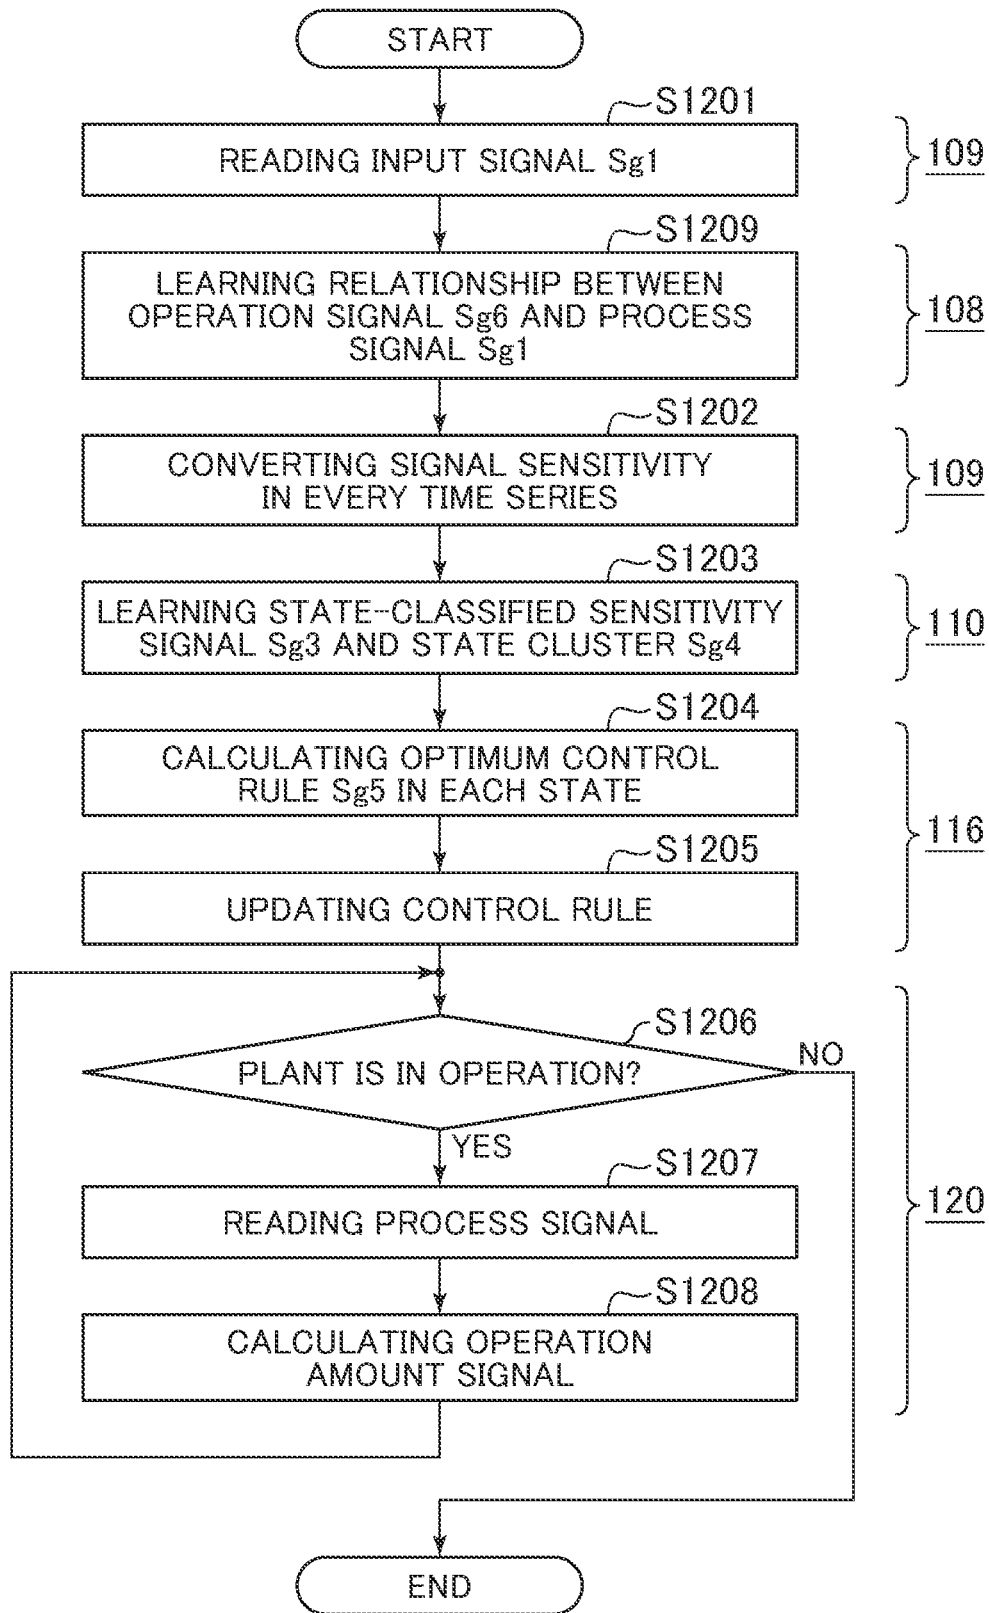 START
S1201
READING INPUT SIGNAL Sg1
109
S1209
LEARNING RELATIONSHIP BETWEEN
OPERATION SIGNAL Sg6 AND PROCESS
SIGNAL Sg1
108
S1202
CONVERTING SIGNAL SENSITIVITY
IN EVERY TIME SERIES
109
S1203
LEARNING STATE-CLASSIFIED SENSITIVITY
SIGNAL Sg3 AND STATE CLUSTER Sg4
110
S1204
CALCULATING OPTIMUM CONTROL
RULE Sg5 IN EACH STATE
116
S1205
UPDATING CONTROL RULE
S1206
PLANT IS IN OPERATION?
NO
YES
S1207
READING PROCESS SIGNAL
120
S1208
CALCULATING OPERATION
AMOUNT SIGNAL
END